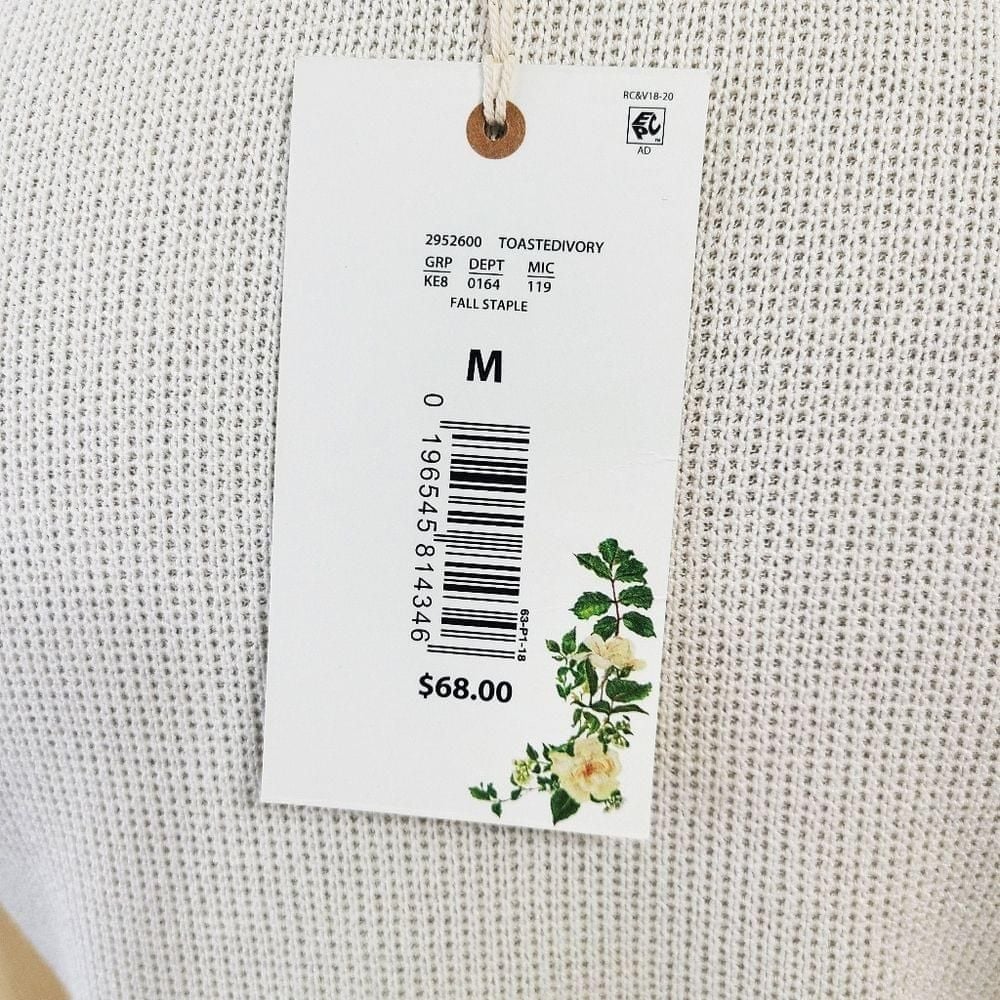 RC&V18-20
EPC
AD
2952600 TOASTEDIVORY
GRP DEPT MIC
KE8 0164 119
FALL STAPLE
M
0 196545 814346
63-P1-18
$68.00